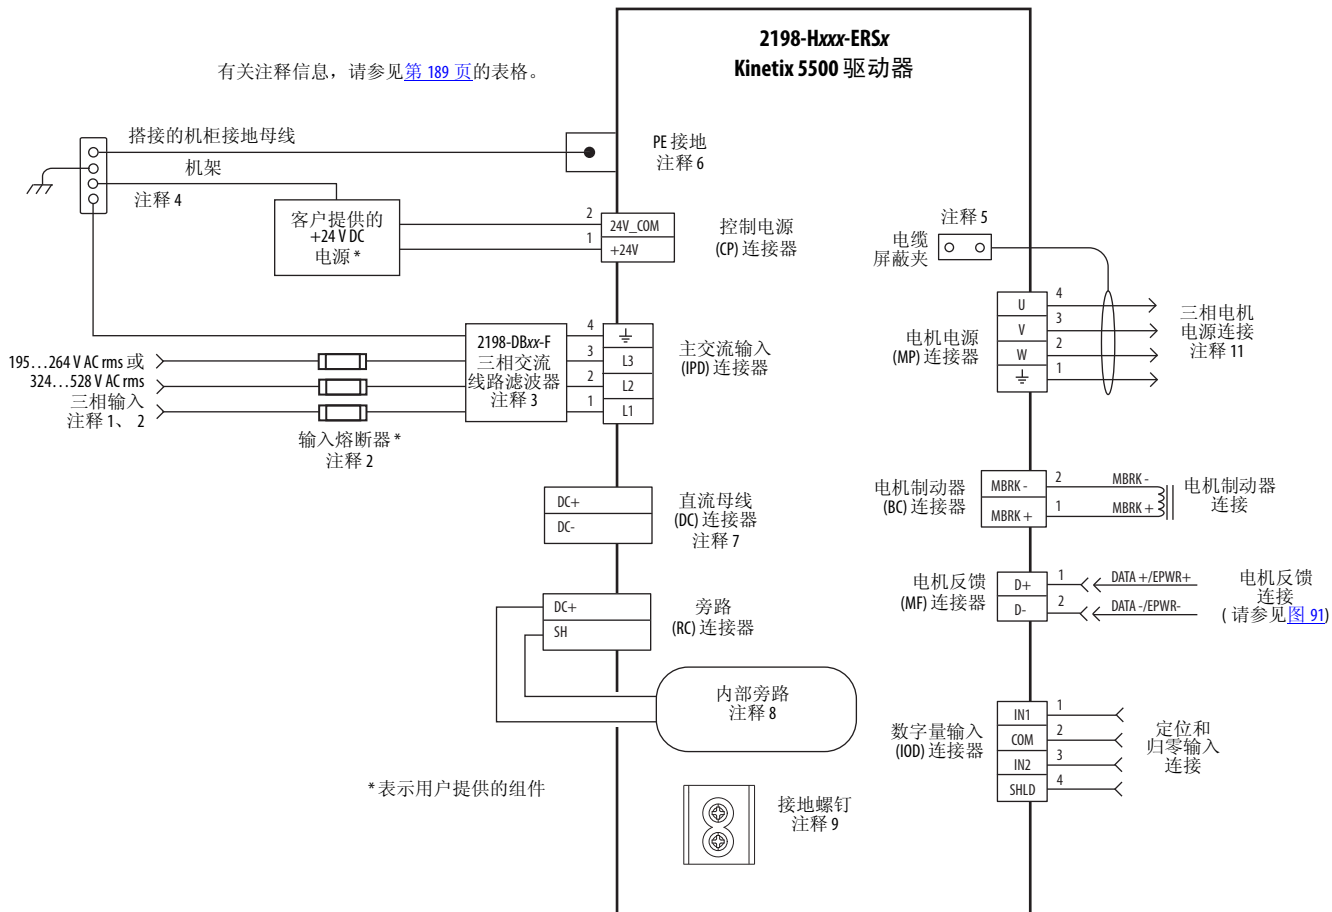 2198-Hxxx-ERSx
Kinetix 5500 驱动器
有关注释信息，请参见第 189 页的表格。
搭接的机柜接地母线
机架
注释 4
客户提供的
+24 V DC
电源 *
PE 接地
注释 6
2
24V_COM
1
+24V
控制电源
(CP) 连接器
注释 5
电缆
屏蔽夹
U
4
V
3
W
2
1
电机电源
(MP) 连接器
三相电机
电源连接
注释 11
2198-DBxx-F
三相交流
线路滤波器
注释 3
4
3
L3
2
L2
1
L1
主交流输入
(IPD) 连接器
195…264 V AC rms 或
324…528 V AC rms
三相输入
注释 1、 2
输入熔断器 *
注释 2
DC+
DC-
直流母线
(DC) 连接器
注释 7
电机制动器
(BC) 连接器
MBRK -
2
MBRK -
MBRK +
1
MBRK +
电机制动器
连接
电机反馈
(MF) 连接器
D+
1
DATA +/EPWR+
D-
2
DATA -/EPWR-
电机反馈
连接
( 请参见图 91)
DC+
SH
旁路
(RC) 连接器
内部旁路
注释 8
数字量输入
(IOD) 连接器
IN1
1
COM
2
IN2
3
SHLD
4
定位和
归零输入
连接
* 表示用户提供的组件
接地螺钉
注释 9